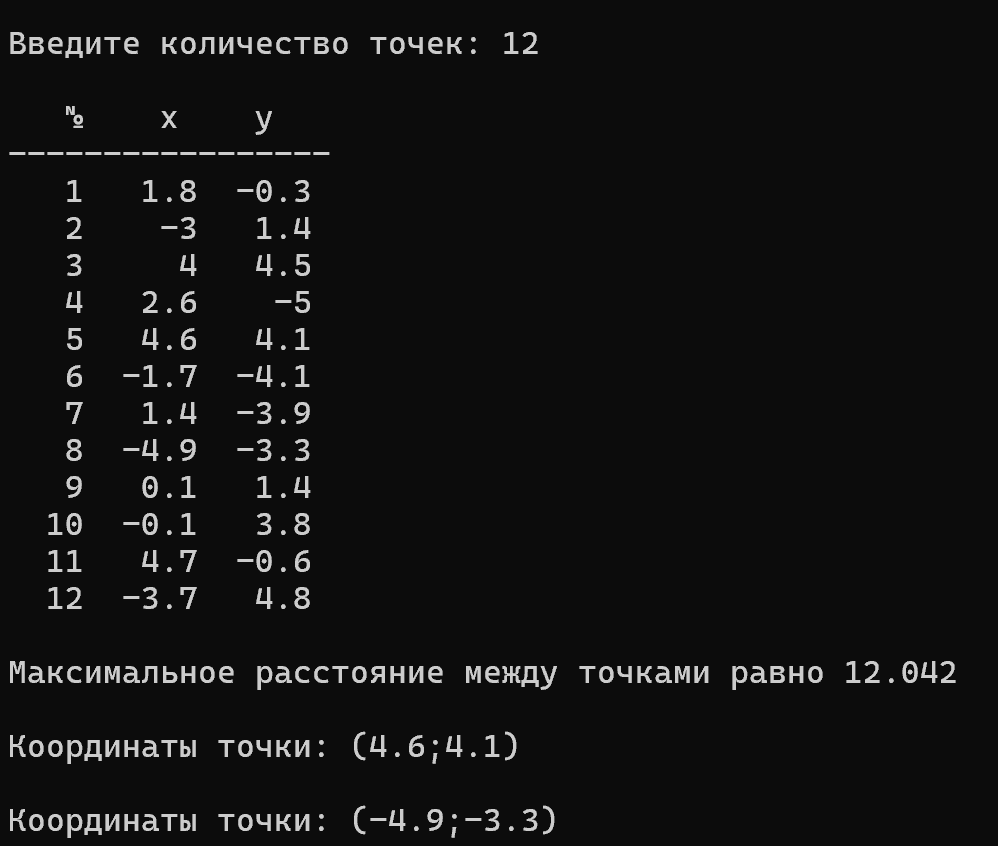 Введите количество точек: 12
№ x y
-----------------
1 1.8 -0.3
2 -3 1.4
3 4 4.5
4 2.6 -5
5 4.6 4.1
6 -1.7 -4.1
7 1.4 -3.9
8 -4.9 -3.3
9 0.1 1.4
10 -0.1 3.8
11 4.7 -0.6
12 -3.7 4.8
Максимальное расстояние между точками равно 12.042
Координаты точки: (4.6;4.1)
Координаты точки: (-4.9;-3.3)